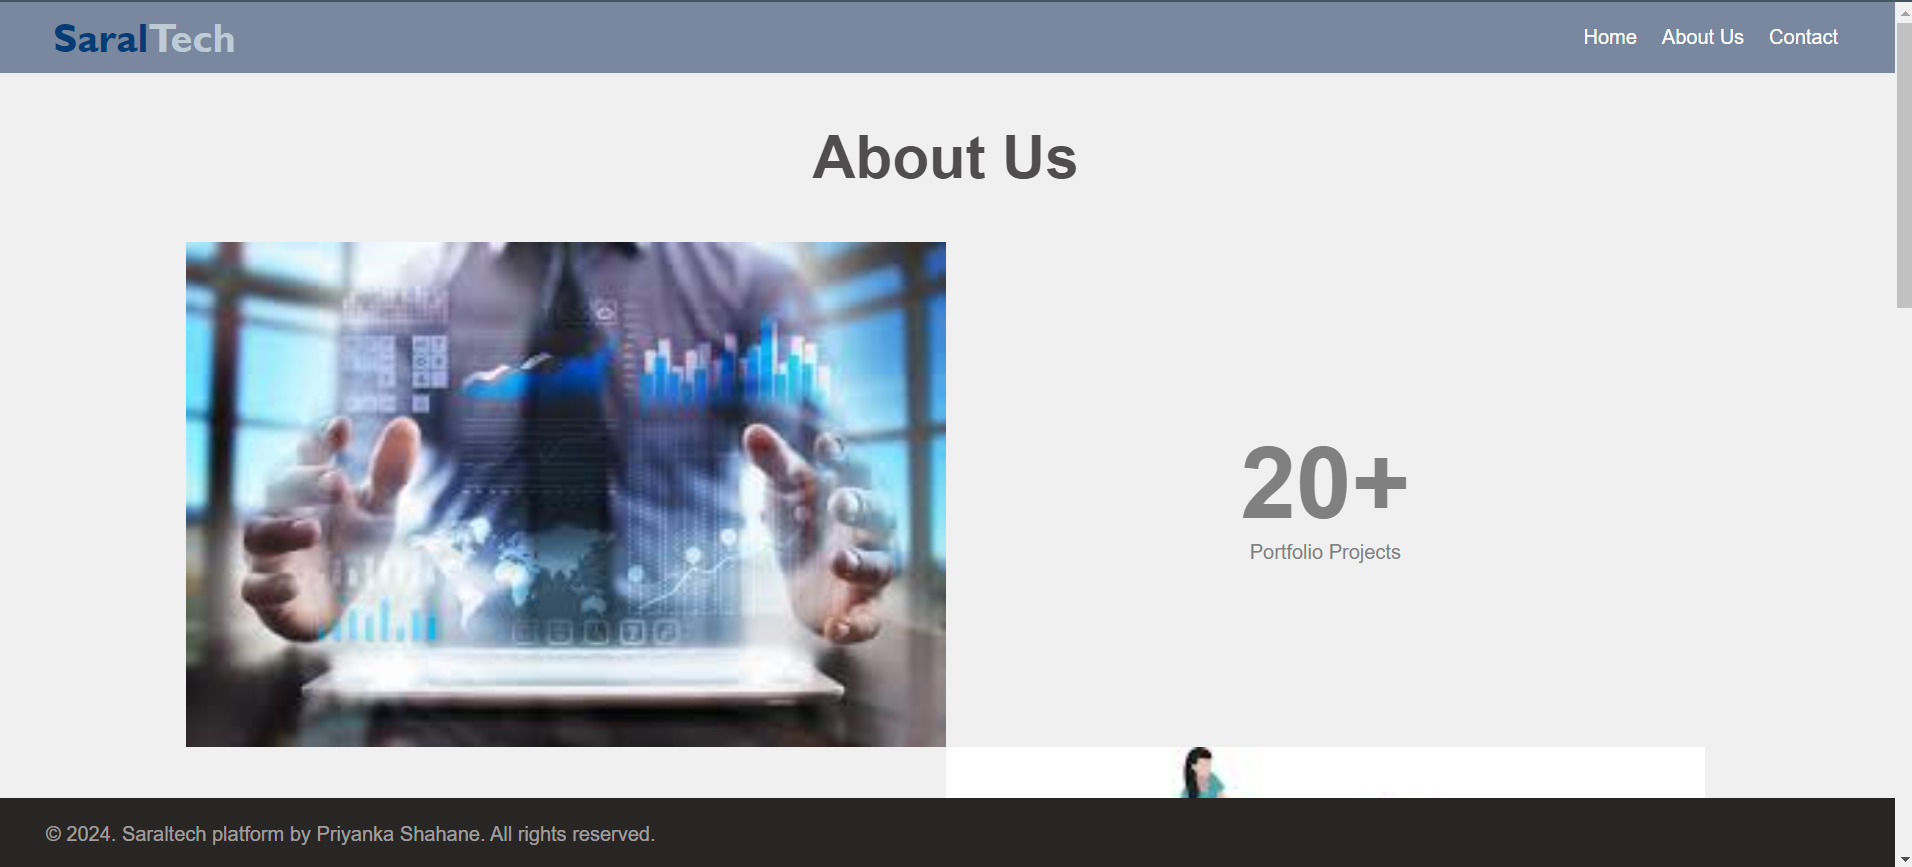 SaralTech
Home About Us Contact
About Us
20+
Portfolio Projects
© 2024. Saraltech platform by Priyanka Shahane. All rights reserved.